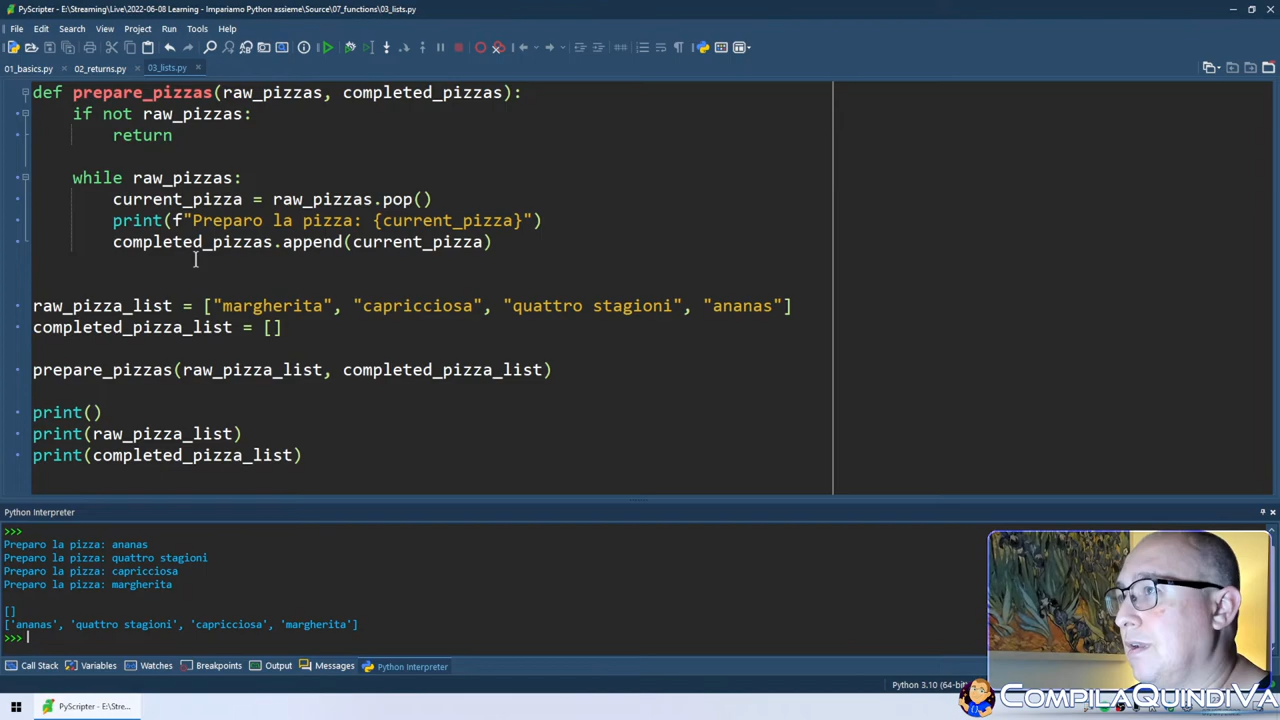 PyScripter - E:\Streaming\Live\2022-06-08 Learning - Impariamo Python assieme\Source\07_functions\03_lists.py
File Edit Search View Project Run Tools Help
01_basics.py 02_returns.py 03_lists.py
def prepare_pizzas(raw_pizzas, completed_pizzas):
if not raw_pizzas:
return
while raw_pizzas:
current_pizza = raw_pizzas.pop()
print(f"Preparo la pizza: {current_pizza}")
completed_pizzas.append(current_pizza)
raw_pizza_list = ["margherita", "capricciosa", "quattro stagioni", "ananas"]
completed_pizza_list = []
prepare_pizzas(raw_pizza_list, completed_pizza_list)
print()
print(raw_pizza_list)
print(completed_pizza_list)
Python Interpreter
>>>
Preparo la pizza: ananas
Preparo la pizza: quattro stagioni
Preparo la pizza: capricciosa
Preparo la pizza: margherita
[]
['ananas', 'quattro stagioni', 'capricciosa', 'margherita']
>>>
Call Stack Variables Watches Breakpoints Output Messages Python Interpreter
Python 3.10 (64-bit)
CompilaQuindiVa
PyScripter - E:\Stre...